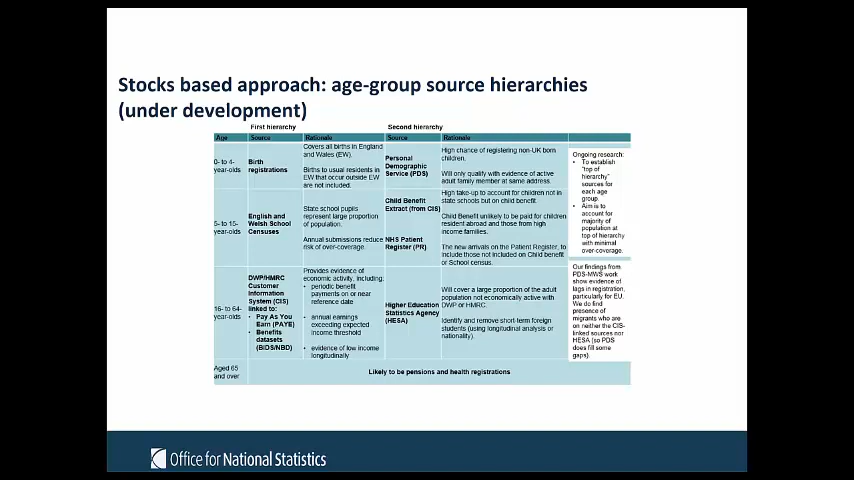 Stocks based approach: age-group source hierarchies
(under development)
First hierarchy
Second hierarchy
Age
Source
Rationale
Source
Rationale
0- to 4-
year-olds
Birth
registrations
Covers all births in England
and Wales (EW).
Births to usual residents in
EW that occur outside EW
are not included.
Personal
Demographic
Service (PDS)
High chance of registering non-UK born
children.
Will only qualify with evidence of active
adult family member at same address.
5- to 15-
year-olds
English and
Welsh School
Censuses
State school pupils
represent large proportion
of population.
Annual submissions reduce
risk of over-coverage.
Child Benefit
Extract (from CIS)
NHS Patient
Register (PR)
High take-up to account for children not in
state schools but on child benefit.
Child Benefit unlikely to be paid for children
resident abroad and those from high
income families.
The new arrivals on the Patient Register, to
include those not included on Child benefit
or School census.
16- to 64-
year-olds
DWP/HMRC
Customer
Information
System (CIS)
linked to:
• Pay As You
Earn (PAYE)
• Benefits
datasets
(BIDS/NBD)
Provides evidence of
economic activity, including:
• periodic benefit
payments on or near
reference date
• annual earnings
exceeding expected
income threshold
• evidence of low income
longitudinally
Higher Education
Statistics Agency
(HESA)
Will cover a large proportion of the adult
population not economically active with
DWP or HMRC.
Identify and remove short-term foreign
students (using longitudinal analysis or
nationality).
Aged 65
and over
Likely to be pensions and health registrations
Ongoing research:
• To establish
"top of
hierarchy"
sources for
each age
group.
• Aim is to
account for
majority of
population at
top of hierarchy
with minimal
over-coverage.
Our findings from
PDS-MWS work
show evidence of
lags in registration,
particularly for EU.
We do find
presence of
migrants who are
on neither the CIS-
linked sources nor
HESA (so PDS
does fill some
gaps).
Office for National Statistics